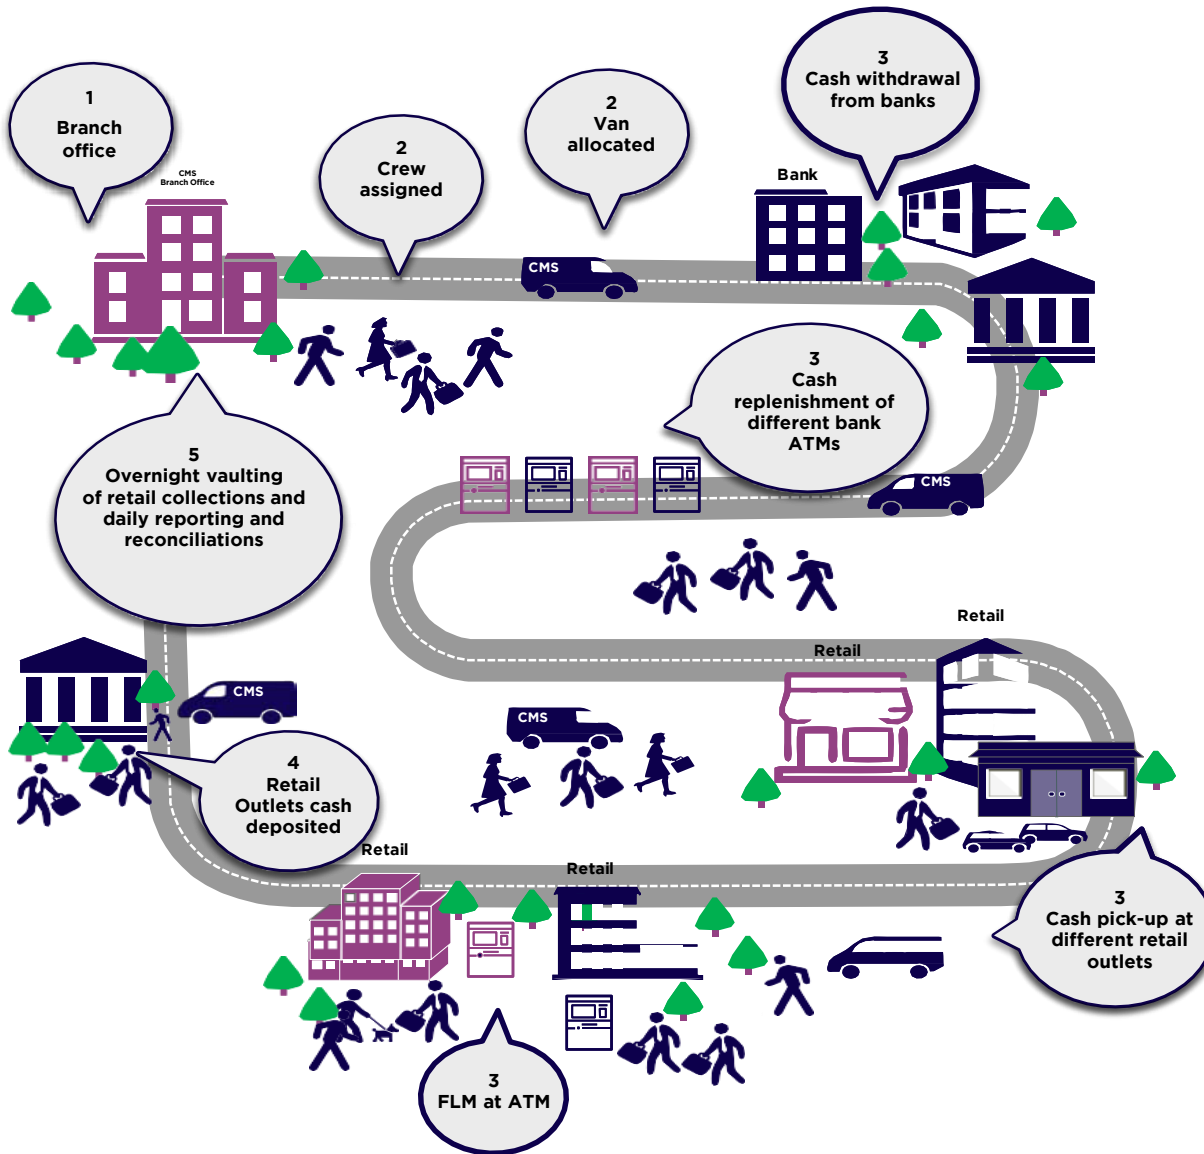 1
Branch
office
CMS
Branch Office
2
Crew
assigned
2
Van
allocated
3
Cash withdrawal
from banks
Bank
CMS
3
Cash
replenishment of
different bank
ATMs
CMS
5
Overnight vaulting
of retail collections and
daily reporting and
reconciliations
Retail
Retail
CMS
CMS
4
Retail
Outlets cash
deposited
Retail
Retail
3
Cash pick-up at
different retail
outlets
3
FLM at ATM